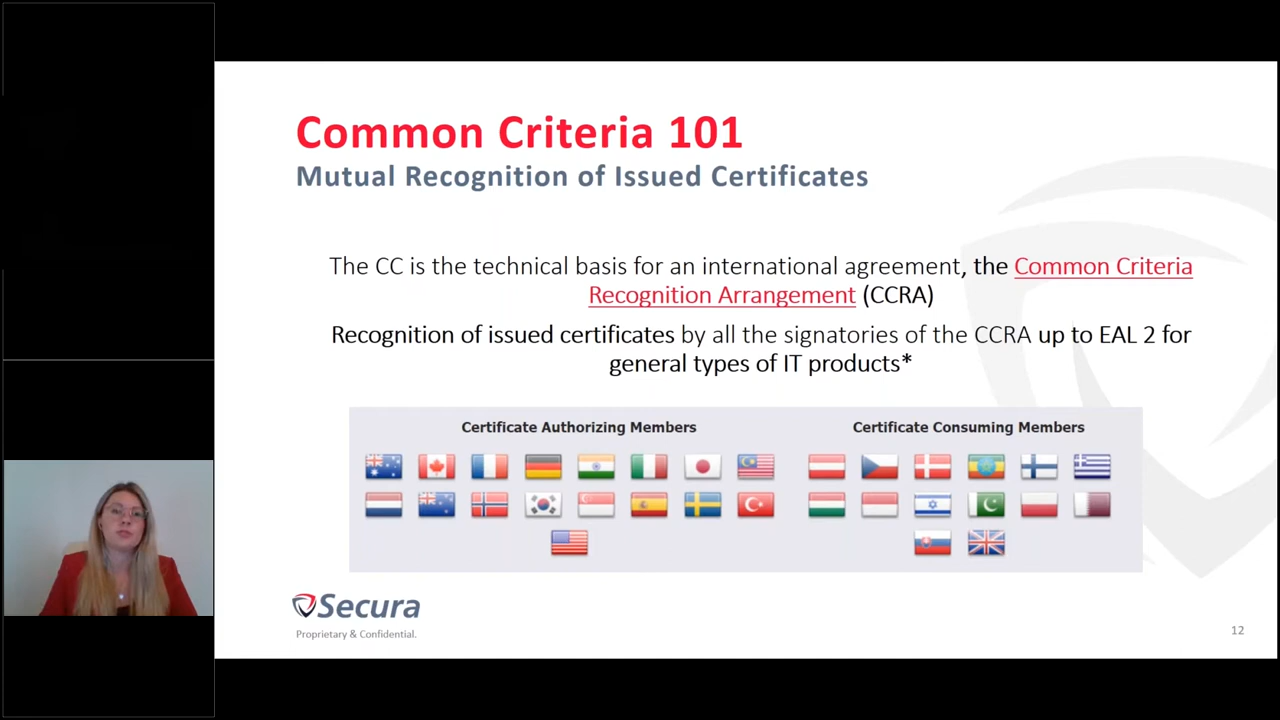 Common Criteria 101
Mutual Recognition of Issued Certificates
The CC is the technical basis for an international agreement, the Common Criteria
Recognition Arrangement (CCRA)
Recognition of issued certificates by all the signatories of the CCRA up to EAL 2 for
general types of IT products*
Certificate Authorizing Members
Certificate Consuming Members
Secura
Proprietary & Confidential.
12